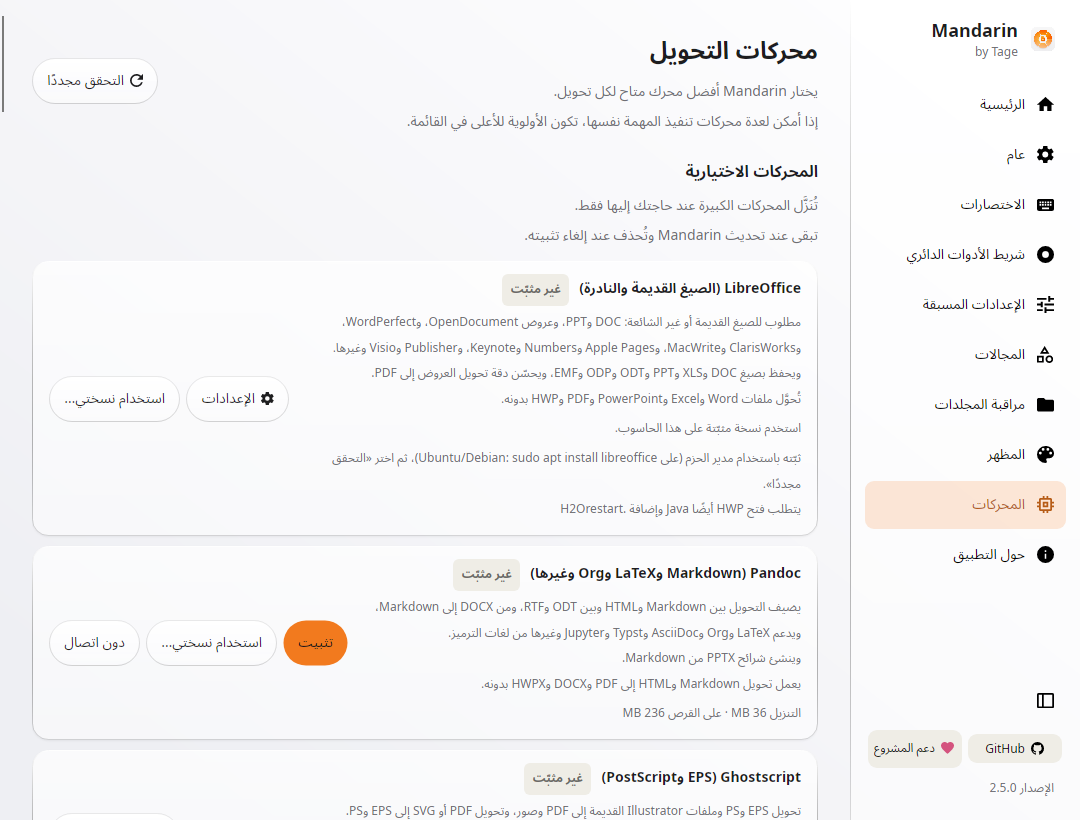 Mandarin
by Tage
الرئيسية
عام
الاختصارات
شريط الأدوات الدائري
الإعدادات المسبقة
المجالات
مراقبة المجلدات
المظهر
المحركات
حول التطبيق
GitHub
دعم المشروع
الإصدار 2.5.0
محركات التحويل
يختار Mandarin أفضل محرك متاح لكل تحويل.
إذا أمكن لعدة محركات تنفيذ المهمة نفسها، تكون الأولوية للأعلى في القائمة.
التحقق مجددًا
المحركات الاختيارية
تُنزَّل المحركات الكبيرة عند حاجتك إليها فقط.
تبقى عند تحديث Mandarin وتُحذف عند إلغاء تثبيته.
LibreOffice (الصيغ القديمة والنادرة) غير مثبّت
مطلوب للصيغ القديمة أو غير الشائعة: DOC وPPT، وعروض OpenDocument، وWordPerfect،
وClarisWorks وMacWrite، وApple Pages وNumbers وKeynote، وPublisher وVisio وغيرها.
ويحفظ بصيغ DOC وXLS وPPT وODT وODP وEMF، ويحسّن دقة تحويل العروض إلى PDF.
تُحوَّل ملفات Word وExcel وPowerPoint وPDF وHWP بدونه.
استخدم نسخة مثبّتة على هذا الحاسوب.
ثبّته باستخدام مدير الحزم (على Ubuntu/Debian: sudo apt install libreoffice)، ثم اختر «التحقق
مجددًا».
يتطلب فتح HWP أيضًا Java وإضافة H2Orestart.
الإعدادات
استخدام نسختي...
Pandoc (Markdown وLaTeX وOrg وغيرها) غير مثبّت
يضيف التحويل بين Markdown وHTML وبين ODT وRTF، ومن DOCX إلى Markdown،
ويدعم LaTeX وOrg وAsciiDoc وTypst وJupyter وغيرها من لغات الترميز.
وينشئ شرائح PPTX من Markdown.
يعمل تحويل Markdown وHTML إلى PDF وDOCX وHWPX بدونه.
التنزيل 36 MB · على القرص 236 MB
تثبيت
استخدام نسختي...
دون اتصال
Ghostscript (EPS وPostScript) غير مثبّت
تحويل EPS وPS وملفات Illustrator القديمة إلى PDF وصور، وتحويل PDF أو SVG إلى EPS وPS.